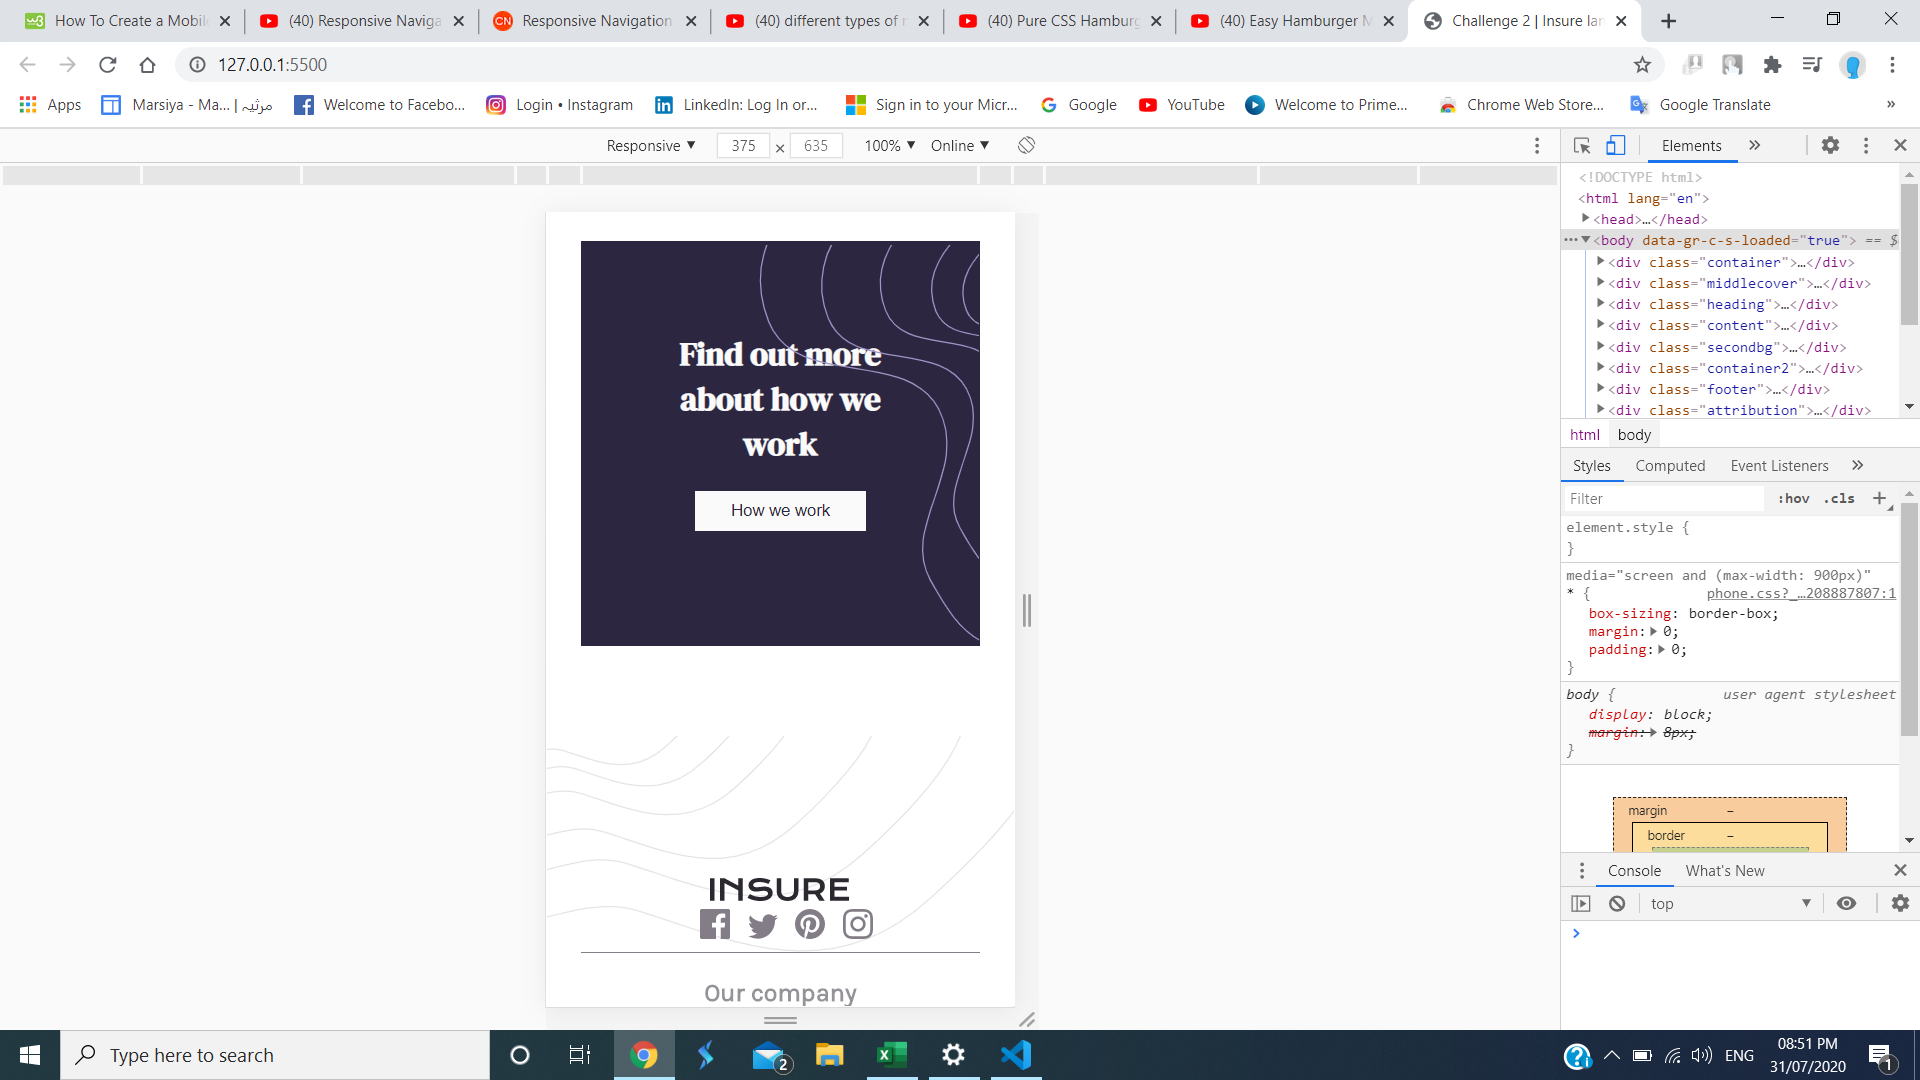 How To Create a Mobil
(40) Responsive Naviga
Responsive Navigation
(40) different types of n
(40) Pure CSS Hamburg
(40) Easy Hamburger M
Challenge 2 | Insure lan
127.0.0.1:5500
Apps
Marsiya - Ma... | مرثیہ
Welcome to Facebo...
Login • Instagram
LinkedIn: Log In or...
Sign in to your Micr...
Google
YouTube
Welcome to Prime...
Chrome Web Store...
Google Translate
»
Responsive ▼ 375 × 635 100% ▼ Online ▼
Find out more
about how we
work
How we work
INSURE
Our company
Elements »
<!DOCTYPE html>
<html lang="en">
<head>…</head>
<body data-gr-c-s-loaded="true"> == $
<div class="container">…</div>
<div class="middlecover">…</div>
<div class="heading">…</div>
<div class="content">…</div>
<div class="secondbg">…</div>
<div class="container2">…</div>
<div class="footer">…</div>
<div class="attribution">…</div>
html body
Styles Computed Event Listeners »
Filter :hov .cls +
element.style {
}
media="screen and (max-width: 900px)"
* { phone.css?_…208887807:1
box-sizing: border-box;
margin: 0;
padding: 0;
}
body { user agent stylesheet
display: block;
margin: 8px;
}
margin –
border –
Console What's New
top ▼
Type here to search
2
ENG
08:51 PM
31/07/2020
1